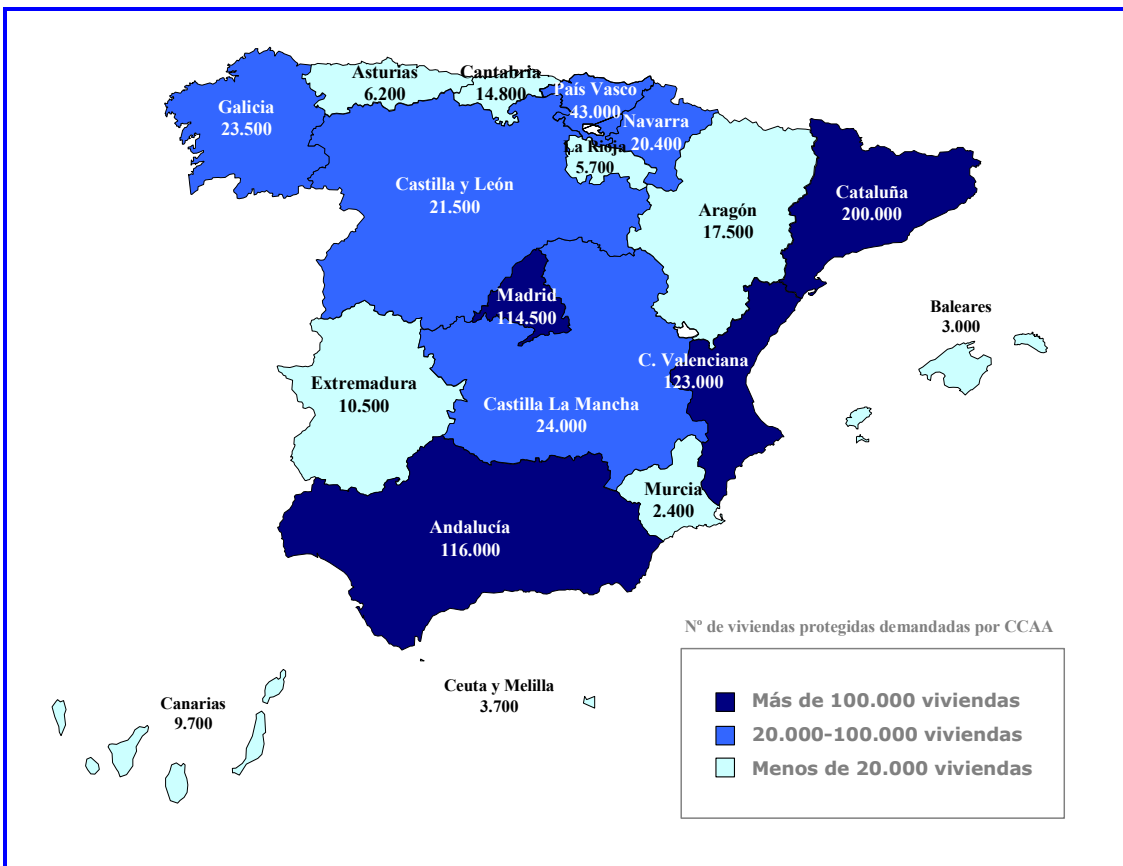 Asturias
6.200
Cantabria
14.800
País Vasco
43.000
Galicia
23.500
Navarra
20.400
La Rioja
5.700
Castilla y León
21.500
Cataluña
200.000
Aragón
17.500
Madrid
114.500
Baleares
3.000
C. Valenciana
123.000
Extremadura
10.500
Castilla La Mancha
24.000
Murcia
2.400
Andalucía
116.000
Nº de viviendas protegidas demandadas por CCAA
Ceuta y Melilla
3.700
Canarias
9.700
Más de 100.000 viviendas
20.000-100.000 viviendas
Menos de 20.000 viviendas